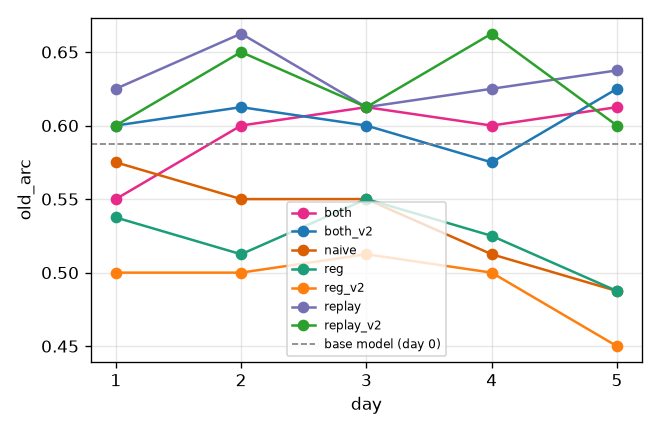 0.65
0.60
0.55
0.50
0.45
old_arc
both
both_v2
naive
reg
reg_v2
replay
replay_v2
base model (day 0)
1 2 3 4 5
day